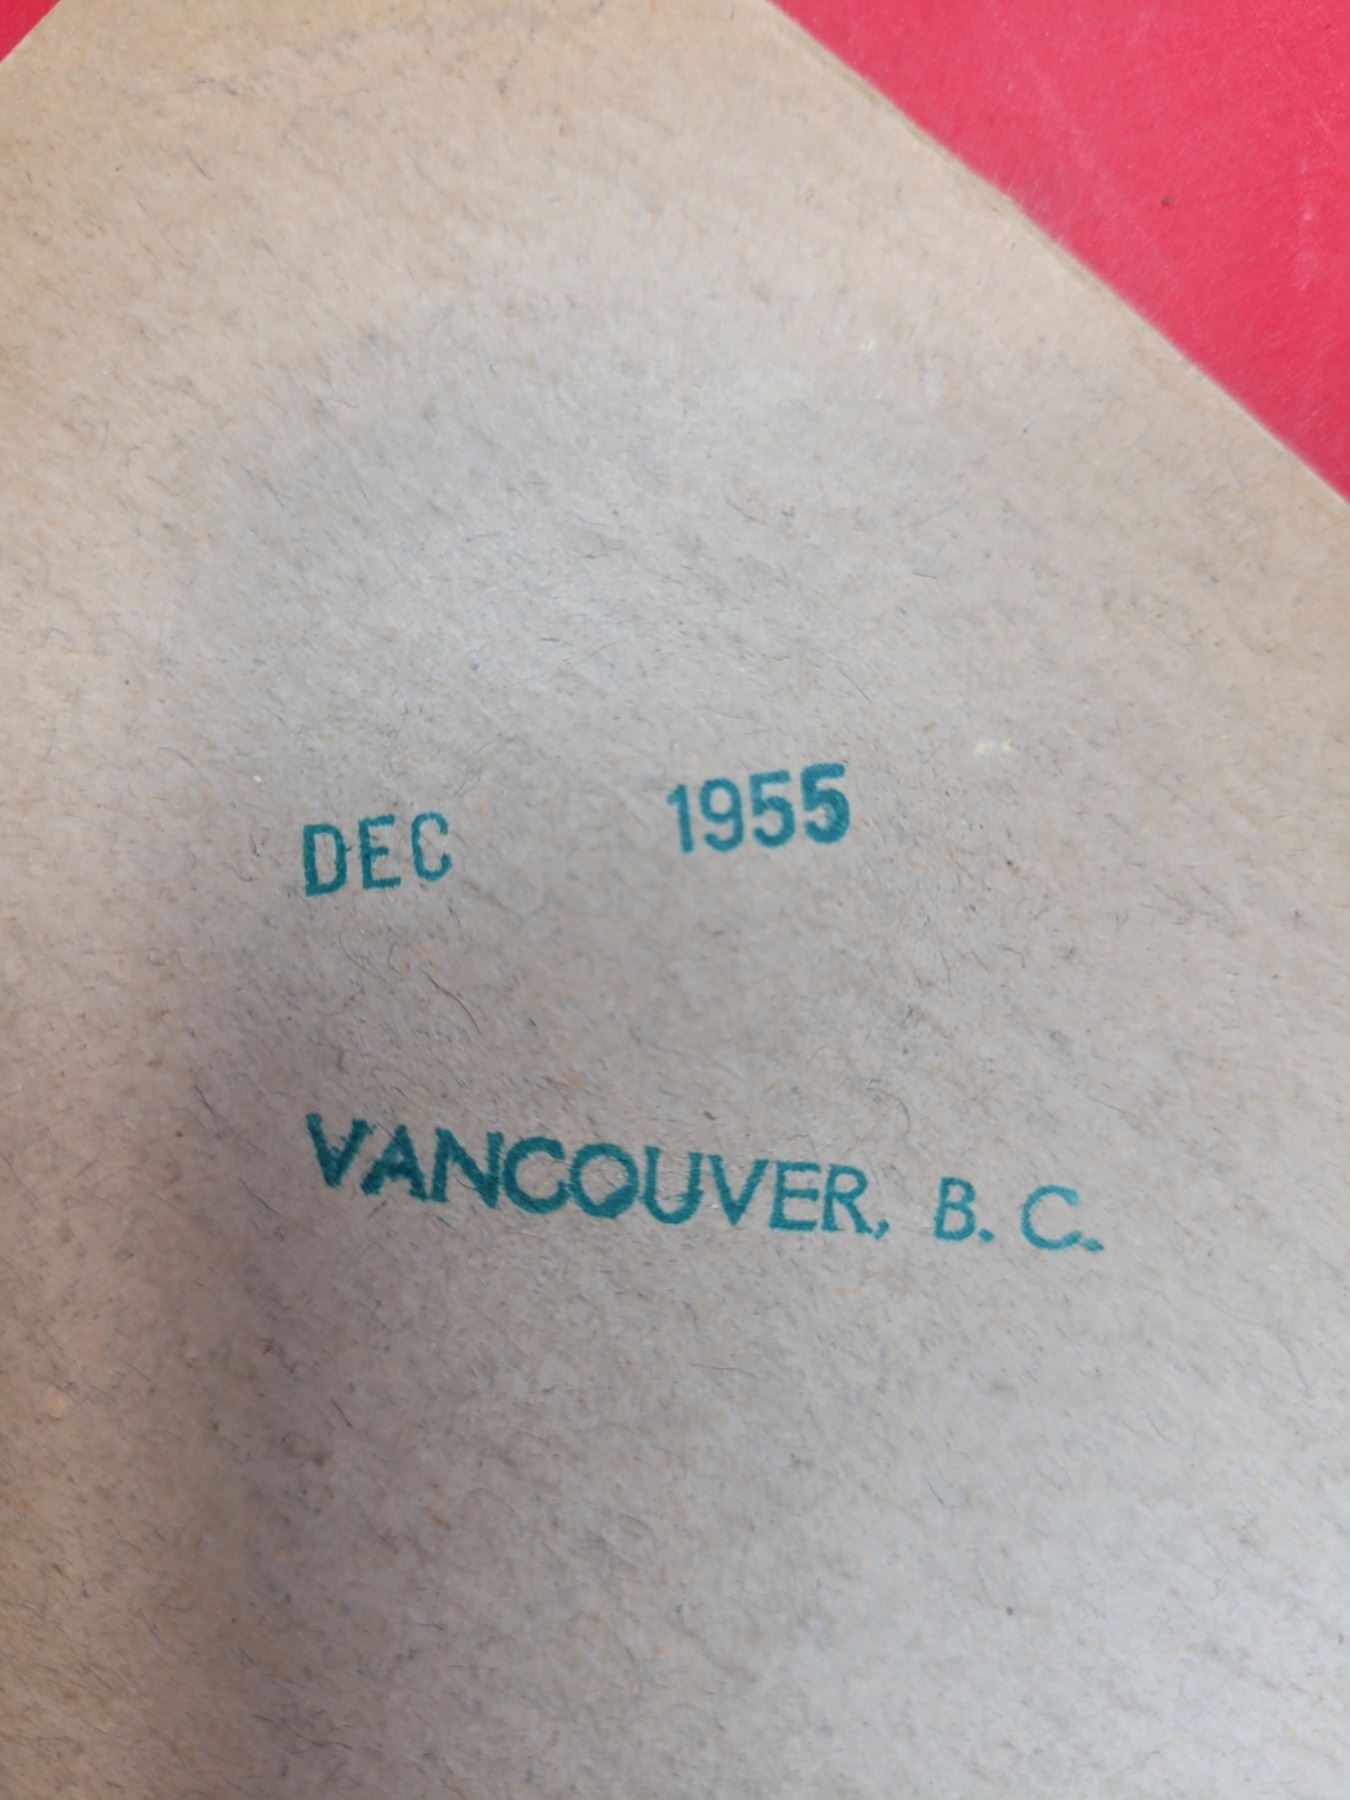 DEC 1955
VANCOUVER, B. C.